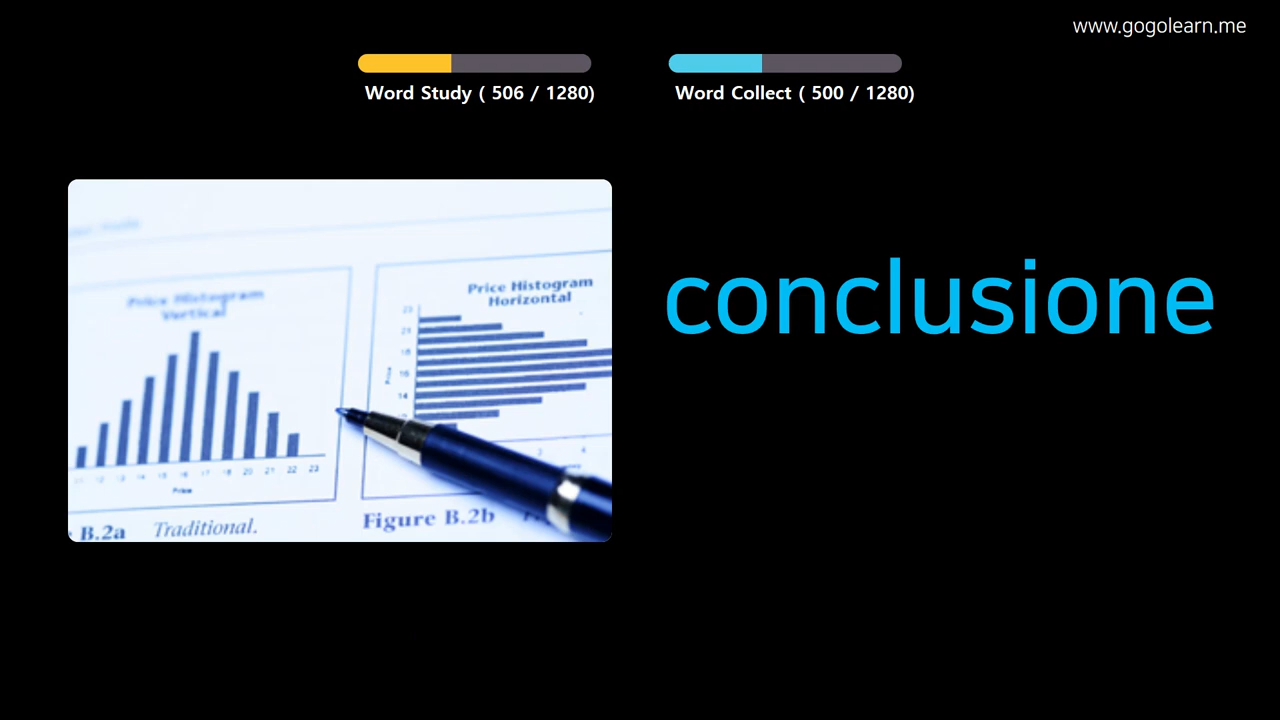 www.gogolearn.me
Word Study ( 506 / 1280)
Word Collect ( 500 / 1280)
conclusione
Price Histogram
Vertical
Price Histogram
Horizontal
Price
B.2a Traditional.
Figure B.2b